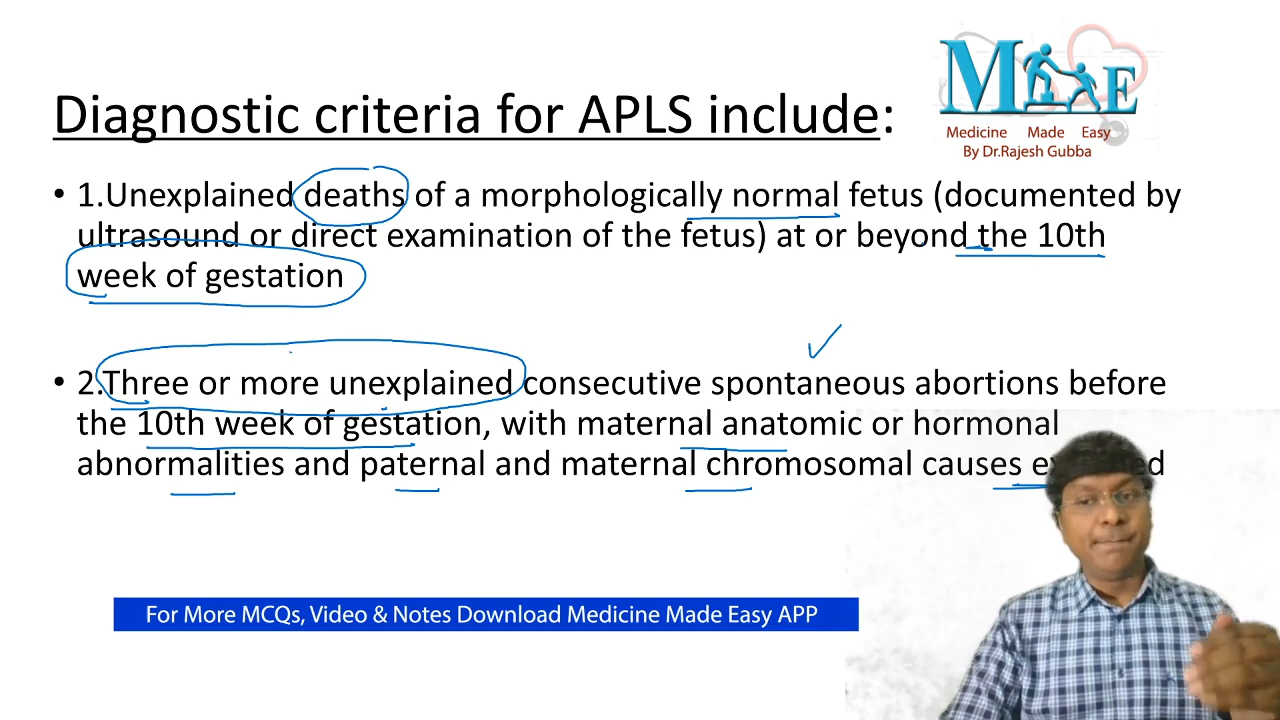 Diagnostic criteria for APLS include:
M E
Medicine Made Easy
By Dr.Rajesh Gubba
• 1.Unexplained deaths of a morphologically normal fetus (documented by
ultrasound or direct examination of the fetus) at or beyond the 10th
week of gestation
• 2.Three or more unexplained consecutive spontaneous abortions before
the 10th week of gestation, with maternal anatomic or hormonal
abnormalities and paternal and maternal chromosomal causes
For More MCQs, Video & Notes Download Medicine Made Easy APP